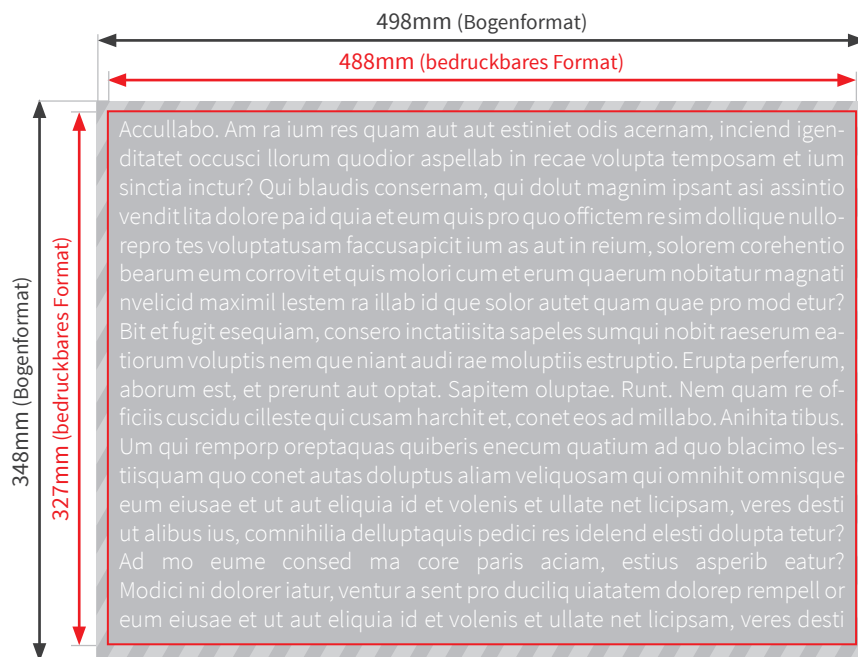 498mm (Bogenformat)
488mm (bedruckbares Format)
348mm (Bogenformat)
327mm (bedruckbares Format)
Accullabo. Am ra ium res quam aut aut estiniet odis acernam, inciend igen-
ditatet occusci llorum quodior aspellab in recae volupta temposam et ium
sinctia inctur? Qui blaudis consernam, qui dolut magnim ipsant asi assintio
vendit lita dolore pa id quia et eum quis pro quo offictem re sim dollique nullo-
repro tes voluptatusam faccusapicit ium as aut in reium, solorem corehentio
bearum eum corrovit et quis molori cum et erum quaerum nobitatur magnati
nvelicid maximil lestem ra illab id que solor autet quam quae pro mod etur?
Bit et fugit esequiam, consero inctatiisita sapeles sumqui nobit raeserum ea-
tiorum voluptis nem que niant audi rae moluptiis estruptio. Erupta perferum,
aborum est, et prerunt aut optat. Sapitem oluptae. Runt. Nem quam re of-
ficiis cuscidu cilleste qui cusam harchit et, conet eos ad millabo. Anihita tibus.
Um qui remporp oreptaquas quiberis enecum quatium ad quo blacimo les-
tiisquam quo conet autas doluptus aliam veliquosam qui omnihit omnisque
eum eiusae et ut aut eliquia id et volenis et ullate net licipsam, veres desti
ut alibus ius, comnihilia delluptaquis pedici res idelend elesti dolupta tetur?
Ad mo eume consed ma core paris aciam, estius asperib eatur?
Modici ni dolorer iatur, ventur a sent pro duciliq uiatatem dolorep rempell or
eum eiusae et ut aut eliquia id et volenis et ullate net licipsam, veres desti